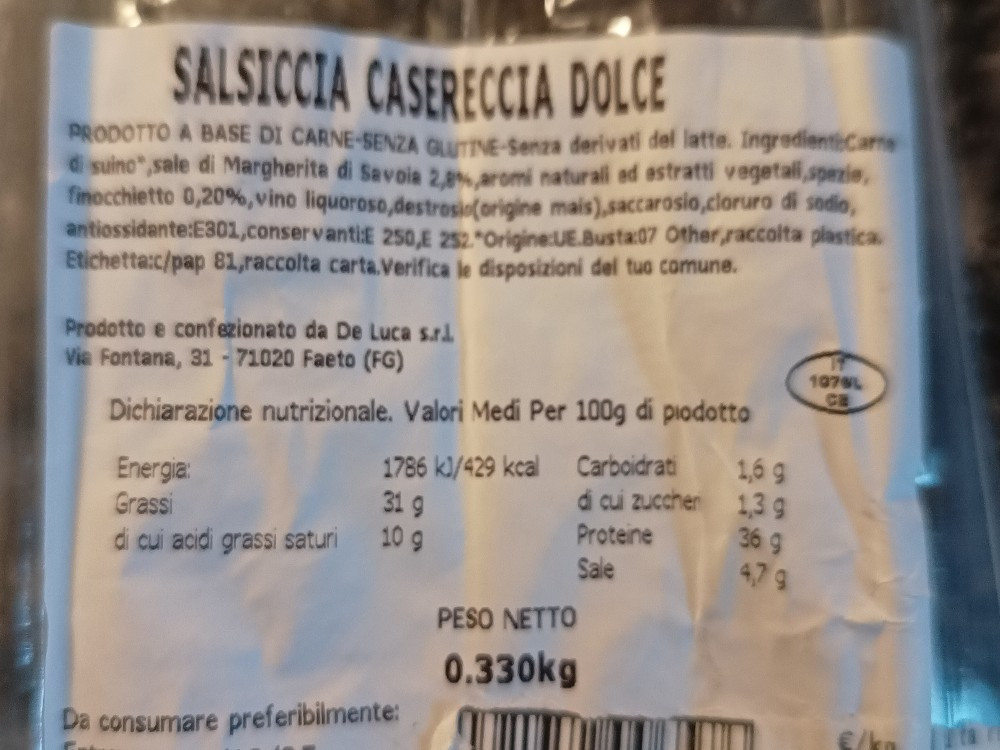 SALSICCIA CASERECCIA DOLCE
PRODOTTO A BASE DI CARNE-SENZA GLUTINE-Senza derivati del latte. Ingredienti:Carne
di suino*,sale di Margherita di Savoia 2,8%,aromi naturali ed estratti vegetali,spezie,
finocchietto 0,20%,vino liquoroso,destrosio(origine mais),saccarosio,cloruro di sodio,
antiossidante:E301,conservanti:E 250,E 252.*Origine:UE.Busta:07 Other,raccolta plastica.
Etichetta:c/pap 81,raccolta carta.Verifica le disposizioni del tuo comune.
Prodotto e confezionato da De Luca s.r.l.
Via Fontana, 31 - 71020 Faeto (FG)
IT
CE
Dichiarazione nutrizionale. Valori Medi Per 100g di prodotto
Energia: 1786 kJ/429 kcal Carboidrati 1,6 g
Grassi 31 g di cui zuccheri 1,3 g
di cui acidi grassi saturi 10 g Proteine 36 g
Sale 4,7 g
PESO NETTO
0.330kg
Da consumare preferibilmente:
€/kg